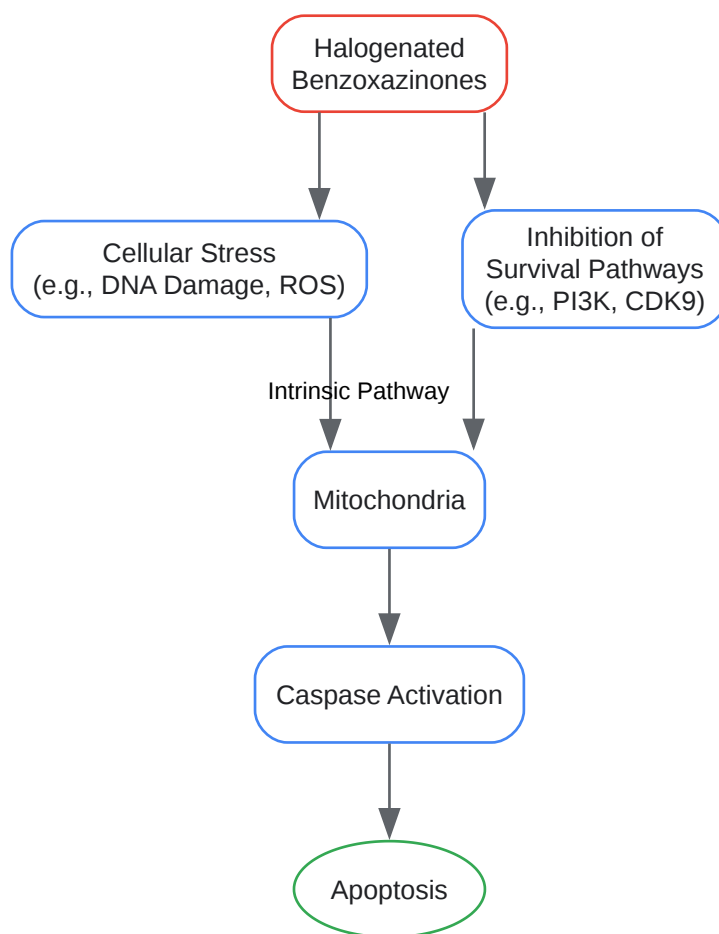 Halogenated
Benzoxazinones
Cellular Stress
(e.g., DNA Damage, ROS)
Inhibition of
Survival Pathways
(e.g., PI3K, CDK9)
Intrinsic Pathway
Mitochondria
Caspase Activation
Apoptosis